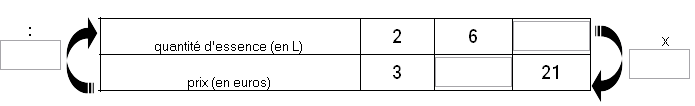 :
quantité d'essence (en L) 2 6
x
prix (en euros) 3 21